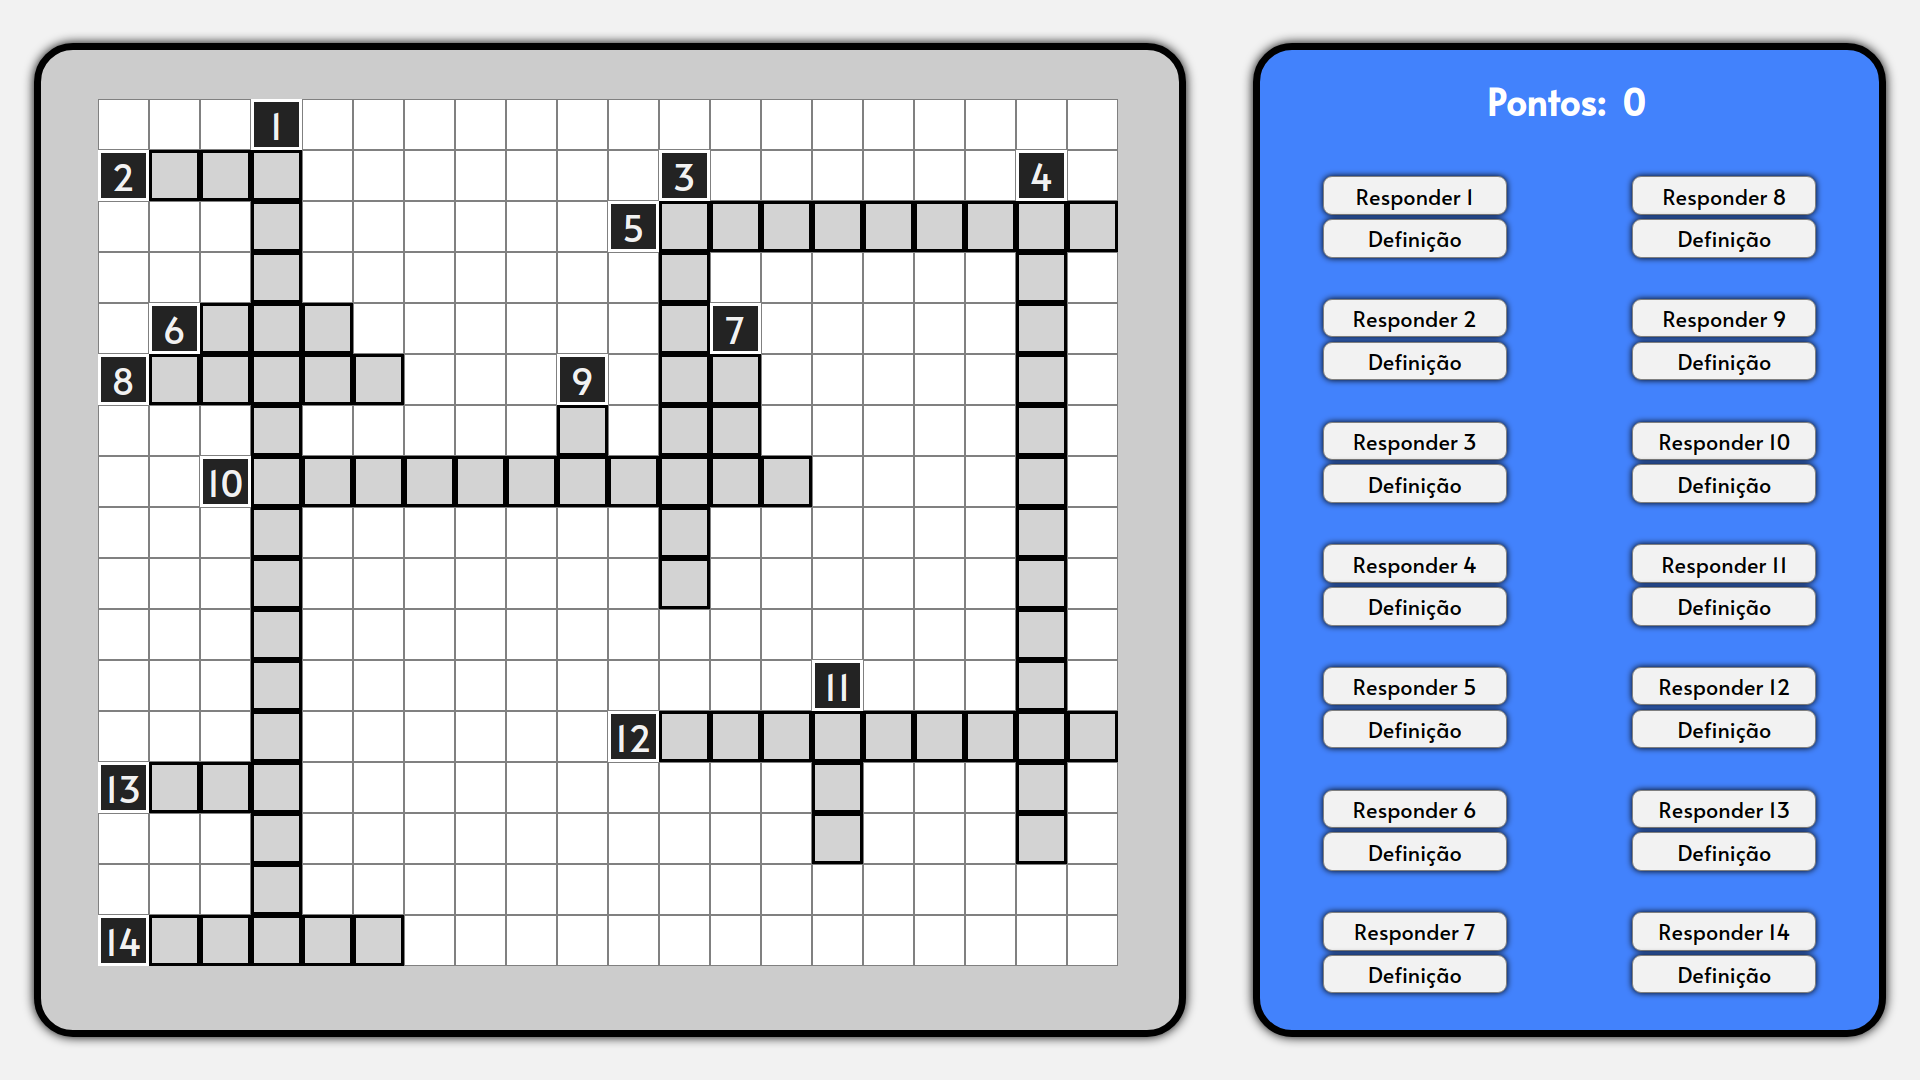 1
2
3
4
5
6
7
8
9
10
11
12
13
14
Pontos: 0
Responder 1
Definição
Responder 2
Definição
Responder 3
Definição
Responder 4
Definição
Responder 5
Definição
Responder 6
Definição
Responder 7
Definição
Responder 8
Definição
Responder 9
Definição
Responder 10
Definição
Responder 11
Definição
Responder 12
Definição
Responder 13
Definição
Responder 14
Definição